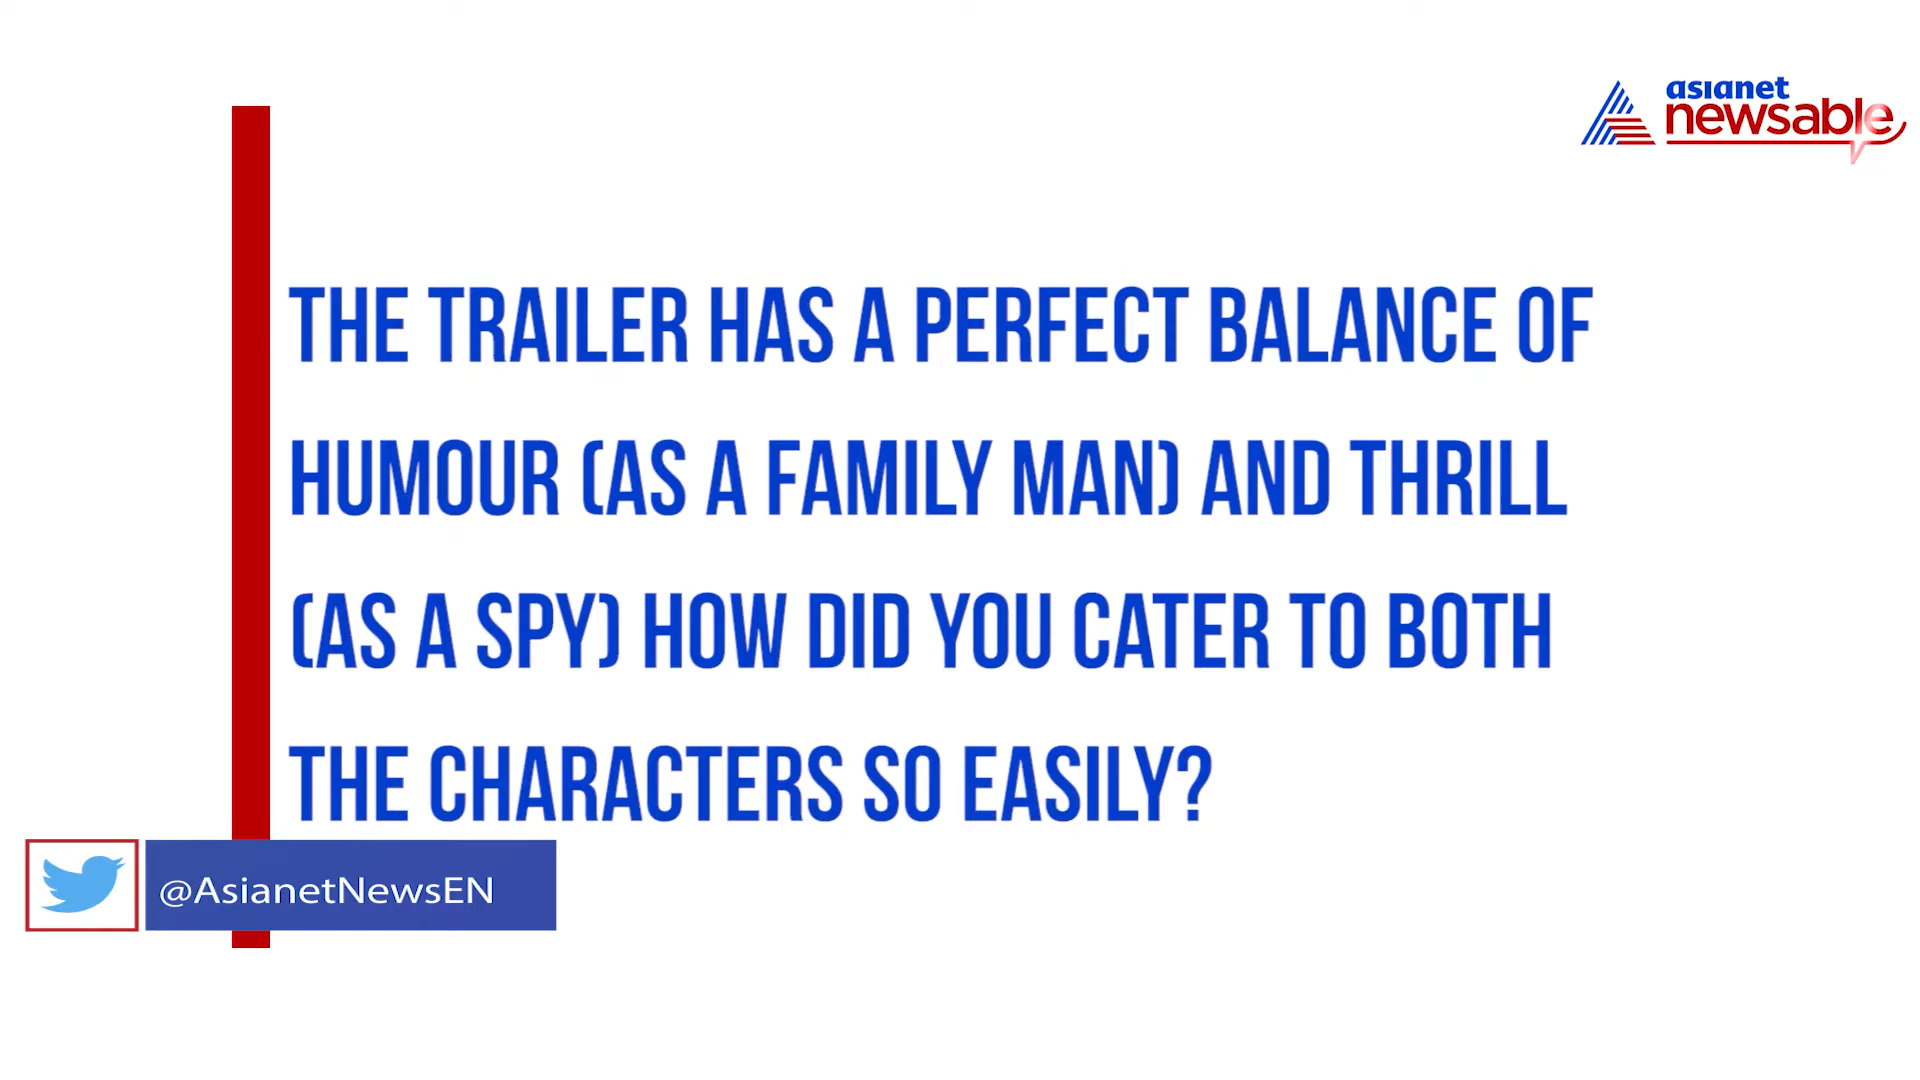 asianet
newsable
THE TRAILER HAS A PERFECT BALANCE OF
HUMOUR (AS A FAMILY MAN) AND THRILL
(AS A SPY) HOW DID YOU CATER TO BOTH
THE CHARACTERS SO EASILY?
@AsianetNewsEN